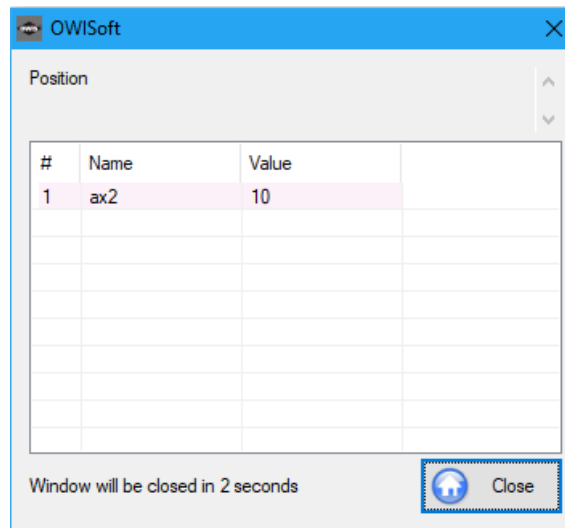 OWISoft
Position
# Name Value
1 ax2 10
Window will be closed in 2 seconds
Close